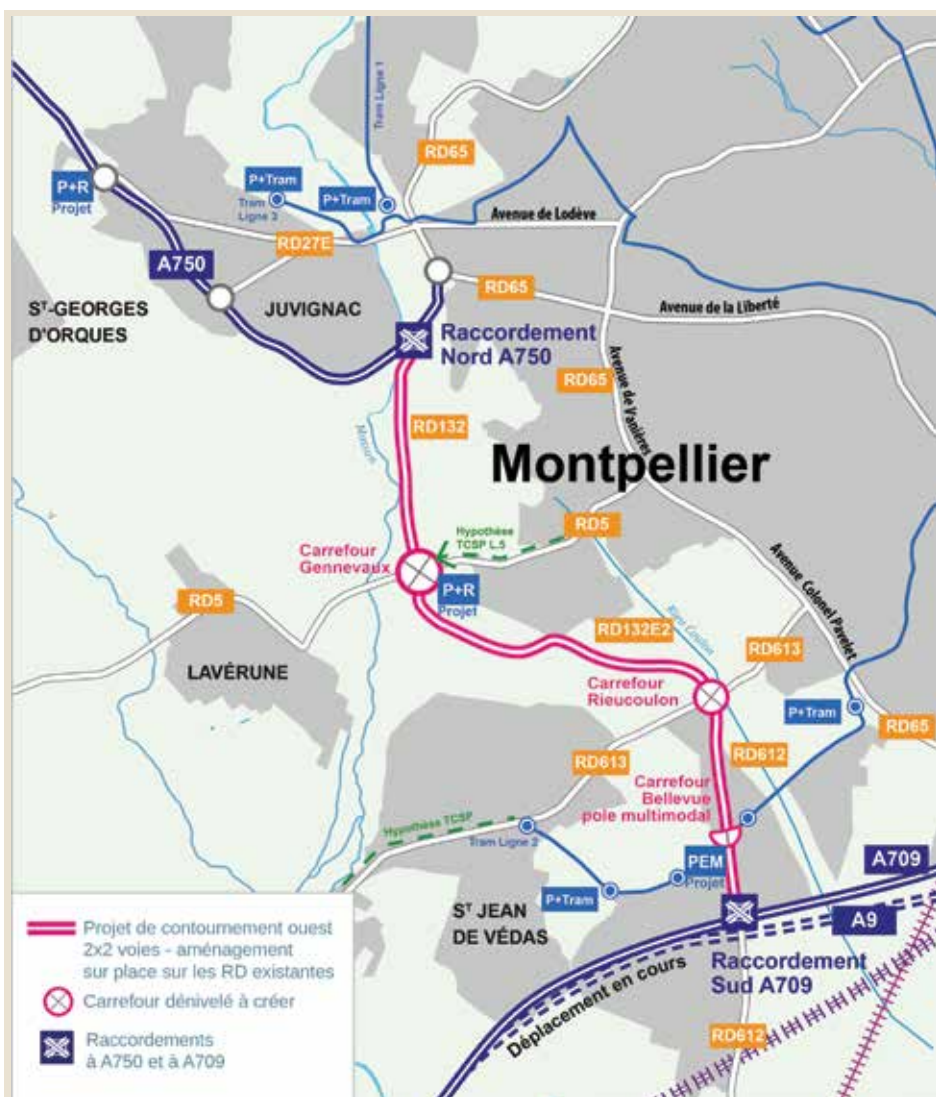 Tram Ligne 1
RD65
P+R
Projet
P+Tram
P+Tram
Tram
Ligne 3
Avenue de Lodève
RD27E
A750
RD65
Avenue de la Liberté
ST-GEORGES
D'ORQUES
JUVIGNAC
Raccordement
Nord A750
RD65
Avenue de Vanières
RD132
Mosson
Montpellier
Hypothèse
TCSP L.5
RD5
Carrefour
Gennevaux
P+R
Projet
Avenue Colonel Pavelet
RD5
RD132E2
Rieu Coulon
RD613
LAVÉRUNE
Carrefour
Rieucoulon
P+Tram
RD65
RD613
RD612
Carrefour
Bellevue
pole multimodal
Hypothèse TCSP
Tram Ligne 2
PEM
Projet
A709
P+Tram
ST JEAN
DE VÉDAS
A9
Raccordement
Sud A709
Déplacement en cours
RD612
Projet de contournement ouest
2x2 voies - aménagement
sur place sur les RD existantes
Carrefour dénivelé à créer
Raccordements
à A750 et à A709